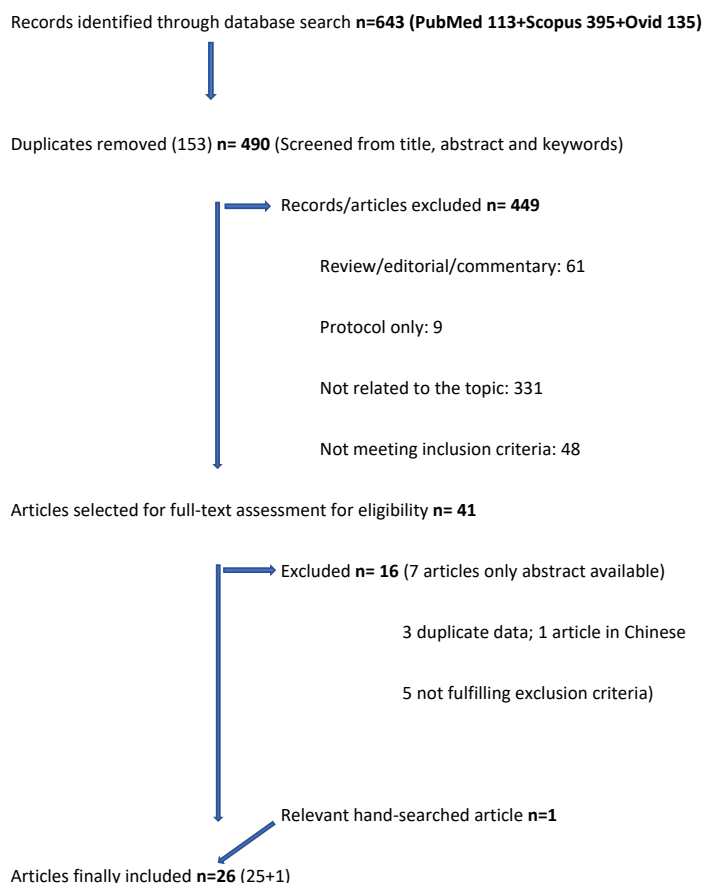 Records identified through database search n=643 (PubMed 113+Scopus 395+Ovid 135)
Duplicates removed (153) n= 490 (Screened from title, abstract and keywords)
Records/articles excluded n= 449
Review/editorial/commentary: 61
Protocol only: 9
Not related to the topic: 331
Not meeting inclusion criteria: 48
Articles selected for full-text assessment for eligibility n= 41
Excluded n= 16 (7 articles only abstract available)
3 duplicate data; 1 article in Chinese
5 not fulfilling exclusion criteria)
Relevant hand-searched article n=1
Articles finally included n=26 (25+1)